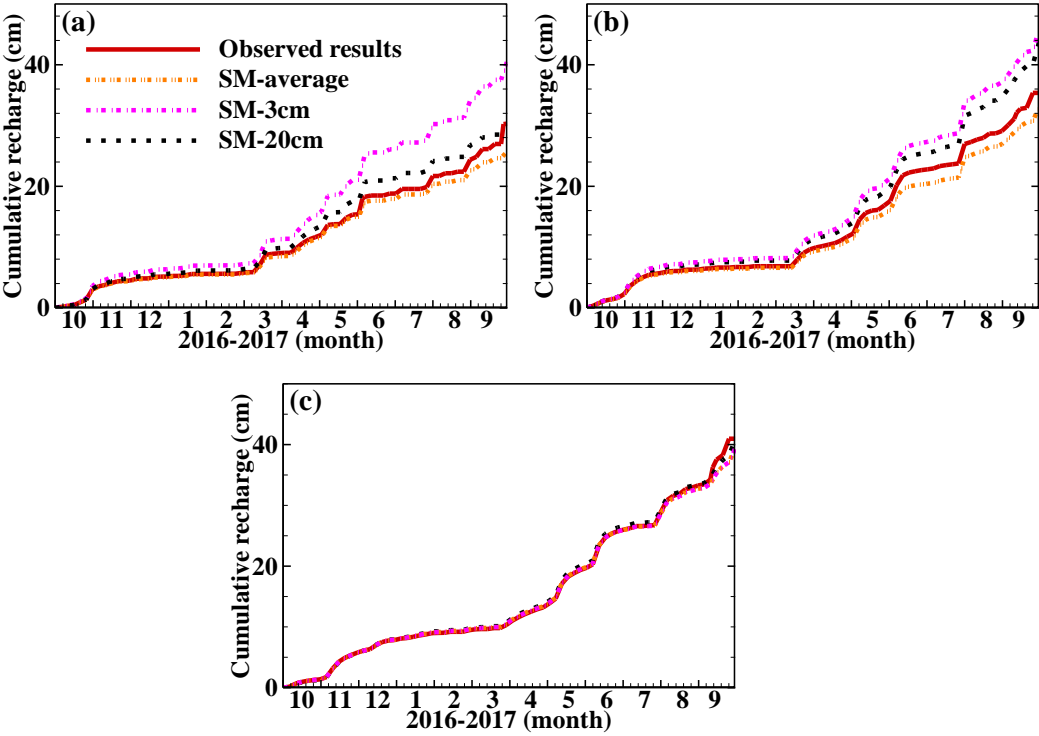 (a)
Observed results
SM-average
SM-3cm
SM-20cm
Cumulative recharge (cm)
40
20
0
10 11 12 1 2 3 4 5 6 7 8 9
2016-2017 (month)
(b)
Cumulative recharge (cm)
40
20
0
10 11 12 1 2 3 4 5 6 7 8 9
2016-2017 (month)
(c)
Cumulative recharge (cm)
40
20
0
10 11 12 1 2 3 4 5 6 7 8 9
2016-2017 (month)